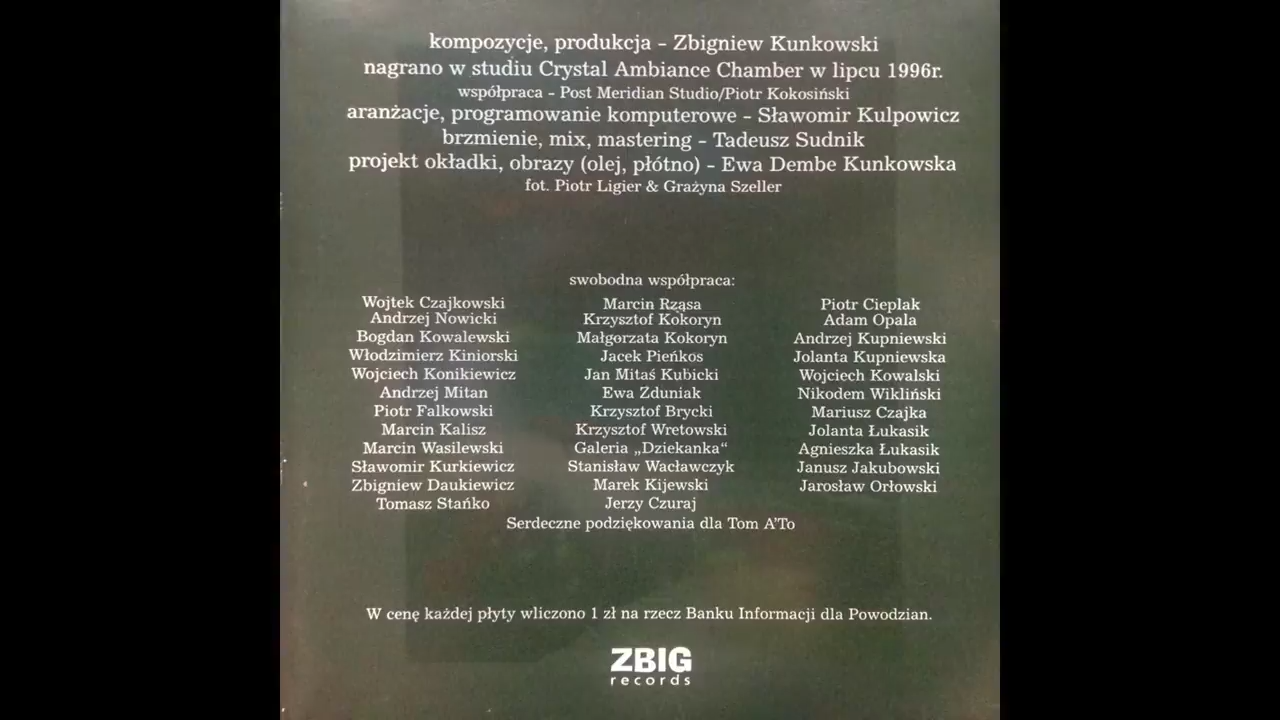 kompozycje, produkcja - Zbigniew Kunkowski
nagrano w studiu Crystal Ambiance Chamber w lipcu 1996r.
współpraca - Post Meridian Studio/Piotr Kokosiński
aranżacje, programowanie komputerowe - Sławomir Kulpowicz
brzmienie, mix, mastering - Tadeusz Sudnik
projekt okładki, obrazy (olej, płótno) - Ewa Dembe Kunkowska
fot. Piotr Ligier & Grażyna Szeller
swobodna współpraca:
Wojtek Czajkowski
Andrzej Nowicki
Bogdan Kowalewski
Włodzimierz Kiniorski
Wojciech Konikiewicz
Andrzej Mitan
Piotr Falkowski
Marcin Kalisz
Marcin Wasilewski
Sławomir Kurkiewicz
Zbigniew Daukiewicz
Tomasz Stańko
Marcin Rząsa
Krzysztof Kokoryn
Małgorzata Kokoryn
Jacek Pieńkos
Jan Mitaś Kubicki
Ewa Zduniak
Krzysztof Brycki
Krzysztof Wretowski
Galeria „Dziekanka“
Stanisław Wacławczyk
Marek Kijewski
Jerzy Czuraj
Piotr Cieplak
Adam Opala
Andrzej Kupniewski
Jolanta Kupniewska
Wojciech Kowalski
Nikodem Wikliński
Mariusz Czajka
Jolanta Łukasik
Agnieszka Łukasik
Janusz Jakubowski
Jarosław Orłowski
Serdeczne podziękowania dla Tom A'To
W cenę każdej płyty wliczono 1 zł na rzecz Banku Informacji dla Powodzian.
ZBIG
records